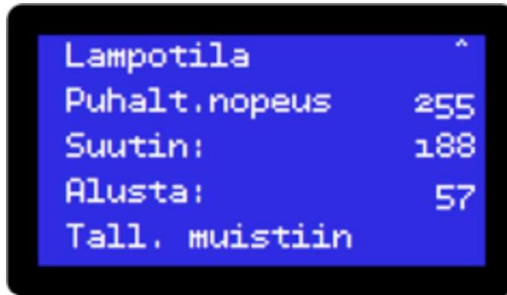 Lampotila ^
Puhalt.nopeus 255
Suutin: 188
Alusta: 57
Tall. muistiin